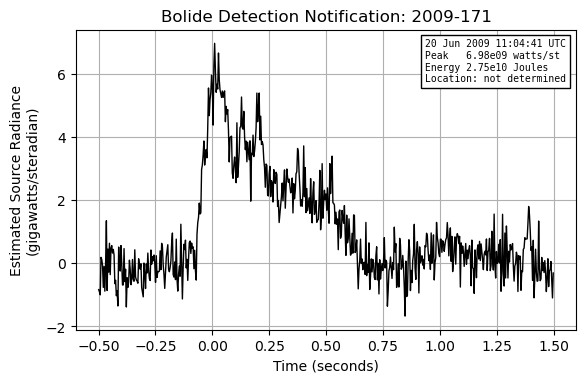 Bolide Detection Notification: 2009-171
20 Jun 2009 11:04:41 UTC
Peak   6.98e09 watts/st
Energy 2.75e10 Joules
Location: not determined
Estimated Source Radiance
(gigawatts/steradian)
6
4
2
0
−2
−0.50 −0.25 0.00 0.25 0.50 0.75 1.00 1.25 1.50
Time (seconds)